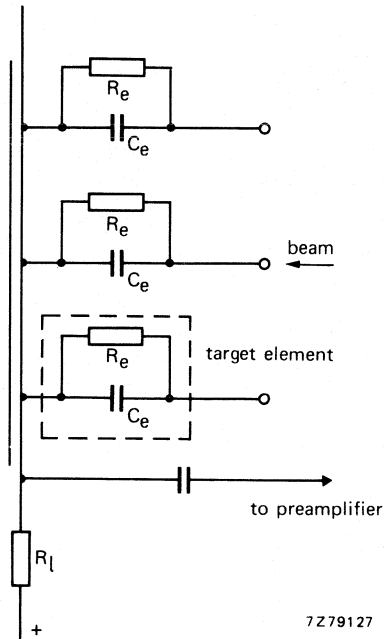 Re
Ce
Re
Ce
beam
Re
Ce
target element
to preamplifier
Rl
+
7Z79127